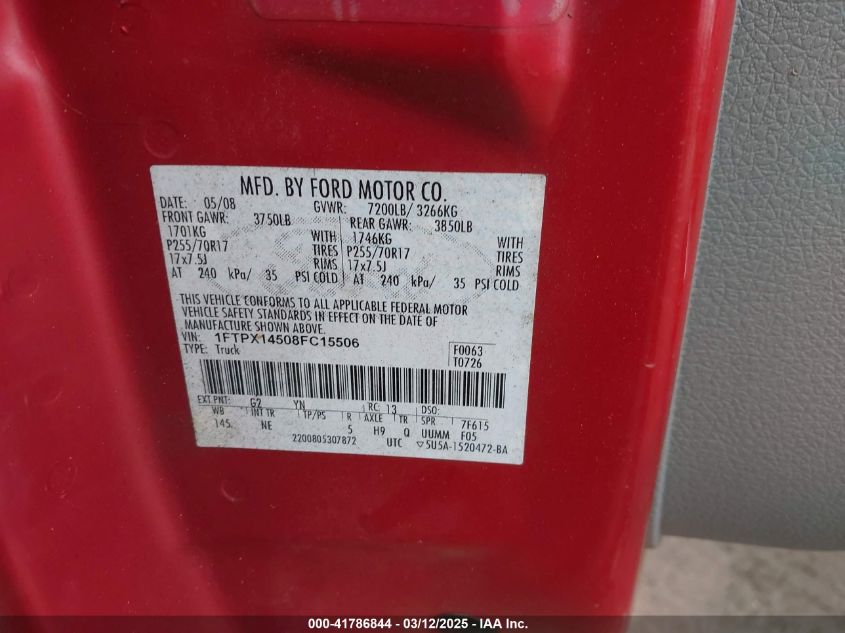 MFD. BY FORD MOTOR CO.
DATE: 05/08 GVWR: 7200LB/ 3266KG
FRONT GAWR: 3750LB REAR GAWR: 3850LB
1701KG WITH 1746KG WITH
P255/70R17 TIRES P255/70R17 TIRES
17x7.5J RIMS 17x7.5J RIMS
AT 240 kPa/ 35 PSI COLD AT 240 kPa/ 35 PSI COLD
THIS VEHICLE CONFORMS TO ALL APPLICABLE FEDERAL MOTOR
VEHICLE SAFETY STANDARDS IN EFFECT ON THE DATE OF
MANUFACTURE SHOWN ABOVE.
VIN: 1FTPX14508FC15506 F0063
TYPE: Truck T0726
EXT PNT: G2 YN RC: 13 DSO:
WB INT TR TP/PS R AXLE TR SPR 7F615
145 NE 5 H9 Q UUMM F05
2200805307872 UTC ▽5U5A-1520472-BA
000-41786844 - 03/12/2025 - IAA Inc.